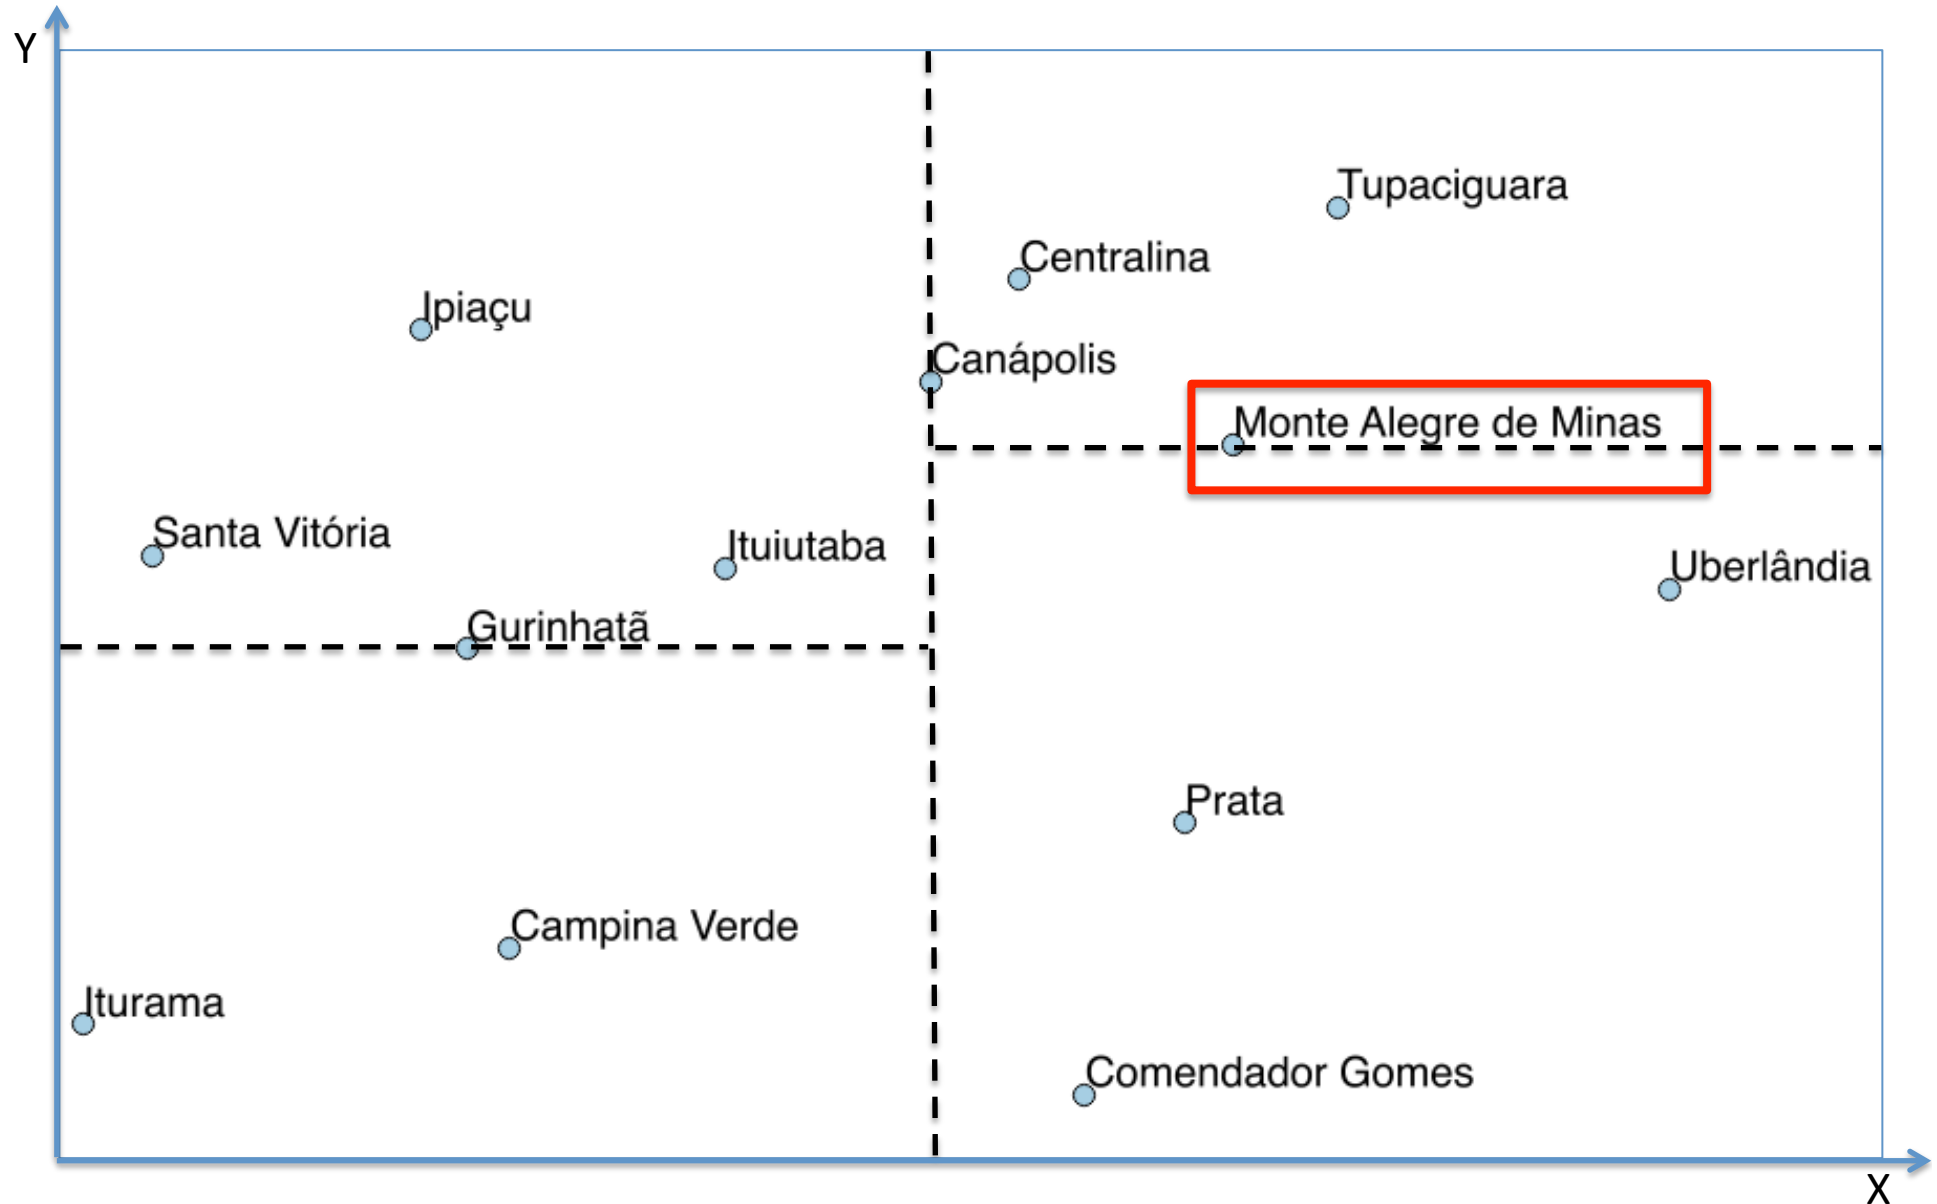 Y
Tupaciguara
Centralina
Ipiaçu
Canápolis
Monte Alegre de Minas
Santa Vitória
Ituiutaba
Uberlândia
Gurinhatã
Prata
Campina Verde
Iturama
Comendador Gomes
X